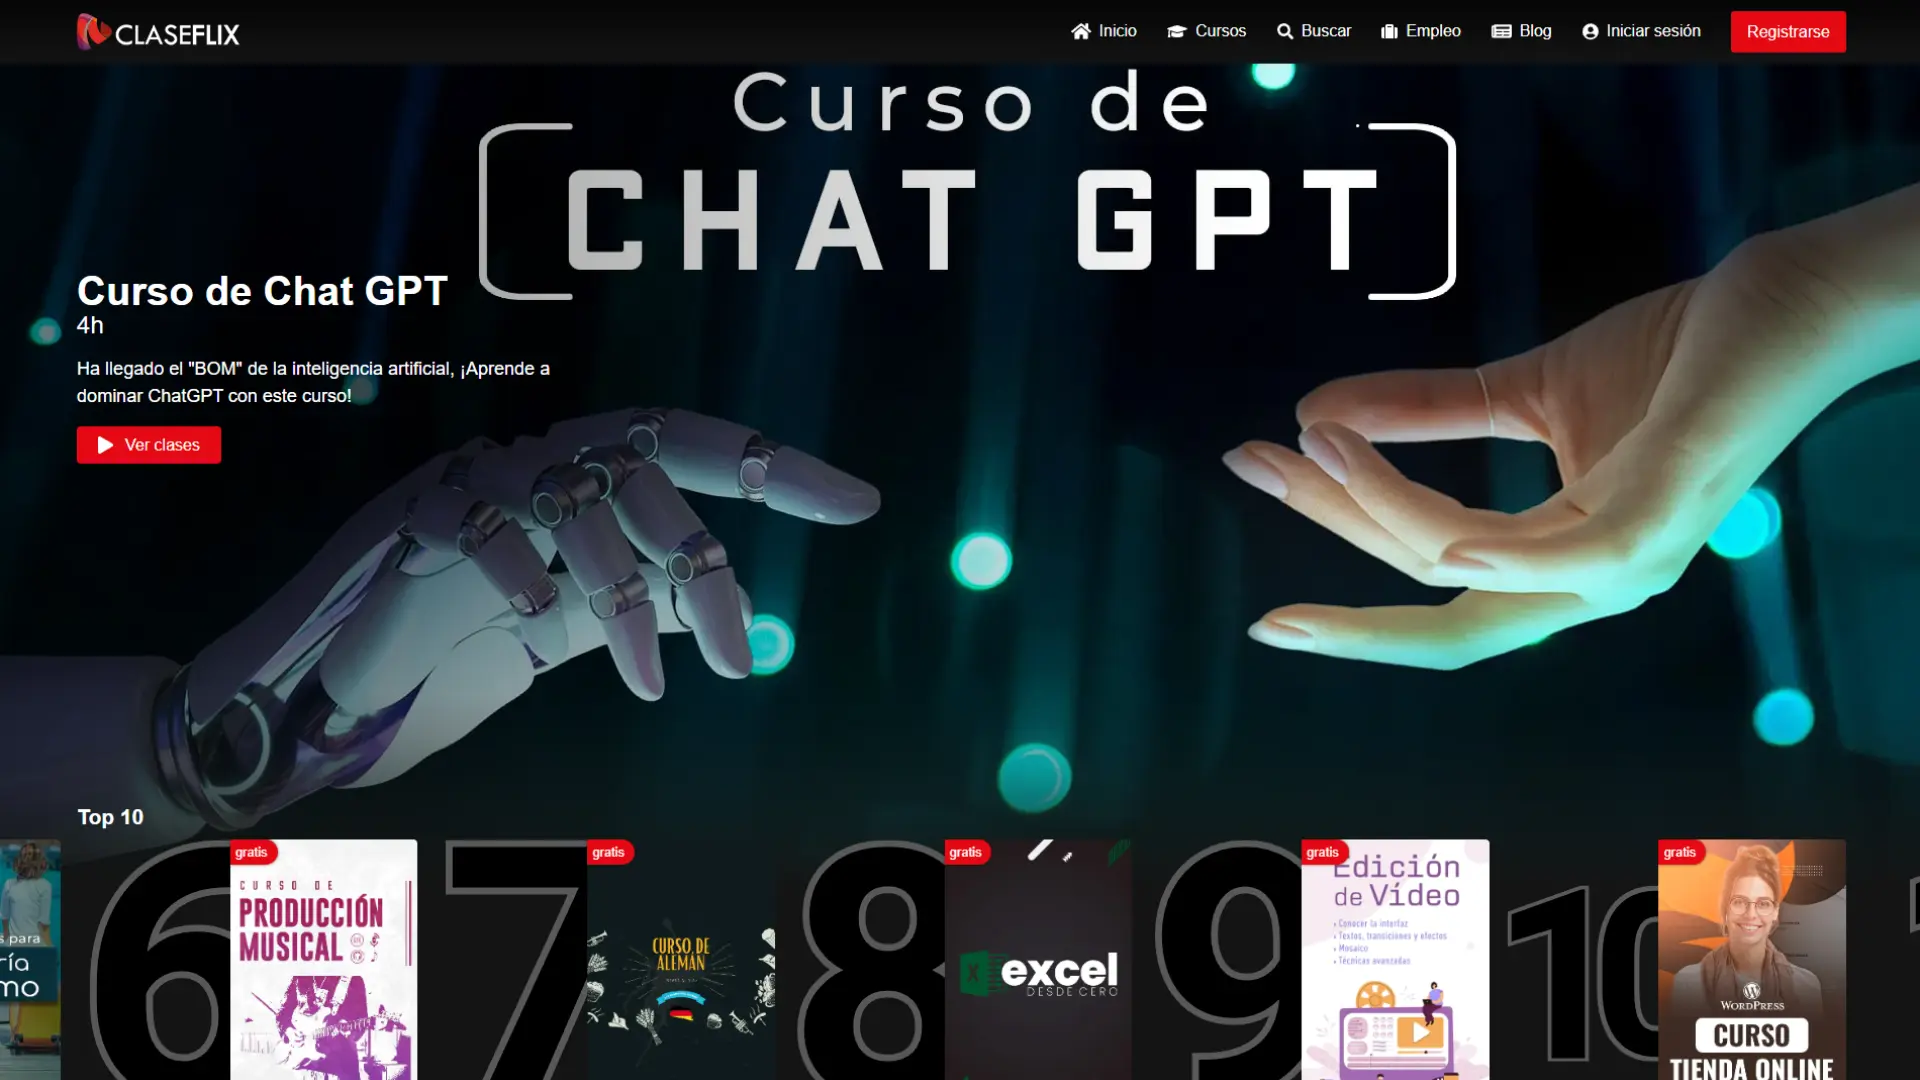 CLASEFLIX
Inicio
Cursos
Buscar
Empleo
Blog
Iniciar sesión
Registrarse
Curso de
CHAT GPT
Curso de Chat GPT
4h
Ha llegado el "BOM" de la inteligencia artificial, ¡Aprende a
dominar ChatGPT con este curso!
Ver clases
Top 10
s para
ría
mo
6
gratis
CURSO DE
PRODUCCIÓN
MUSICAL
7
gratis
CURSO DE
ALEMÁN
8
gratis
excel
DESDE CERO
9
gratis
Edición
de Vídeo
Conocer la interfaz
Textos, transiciones y efectos
Mosaico
Técnicas avanzadas
10
gratis
WORDPRESS
CURSO
TIENDA ONLINE